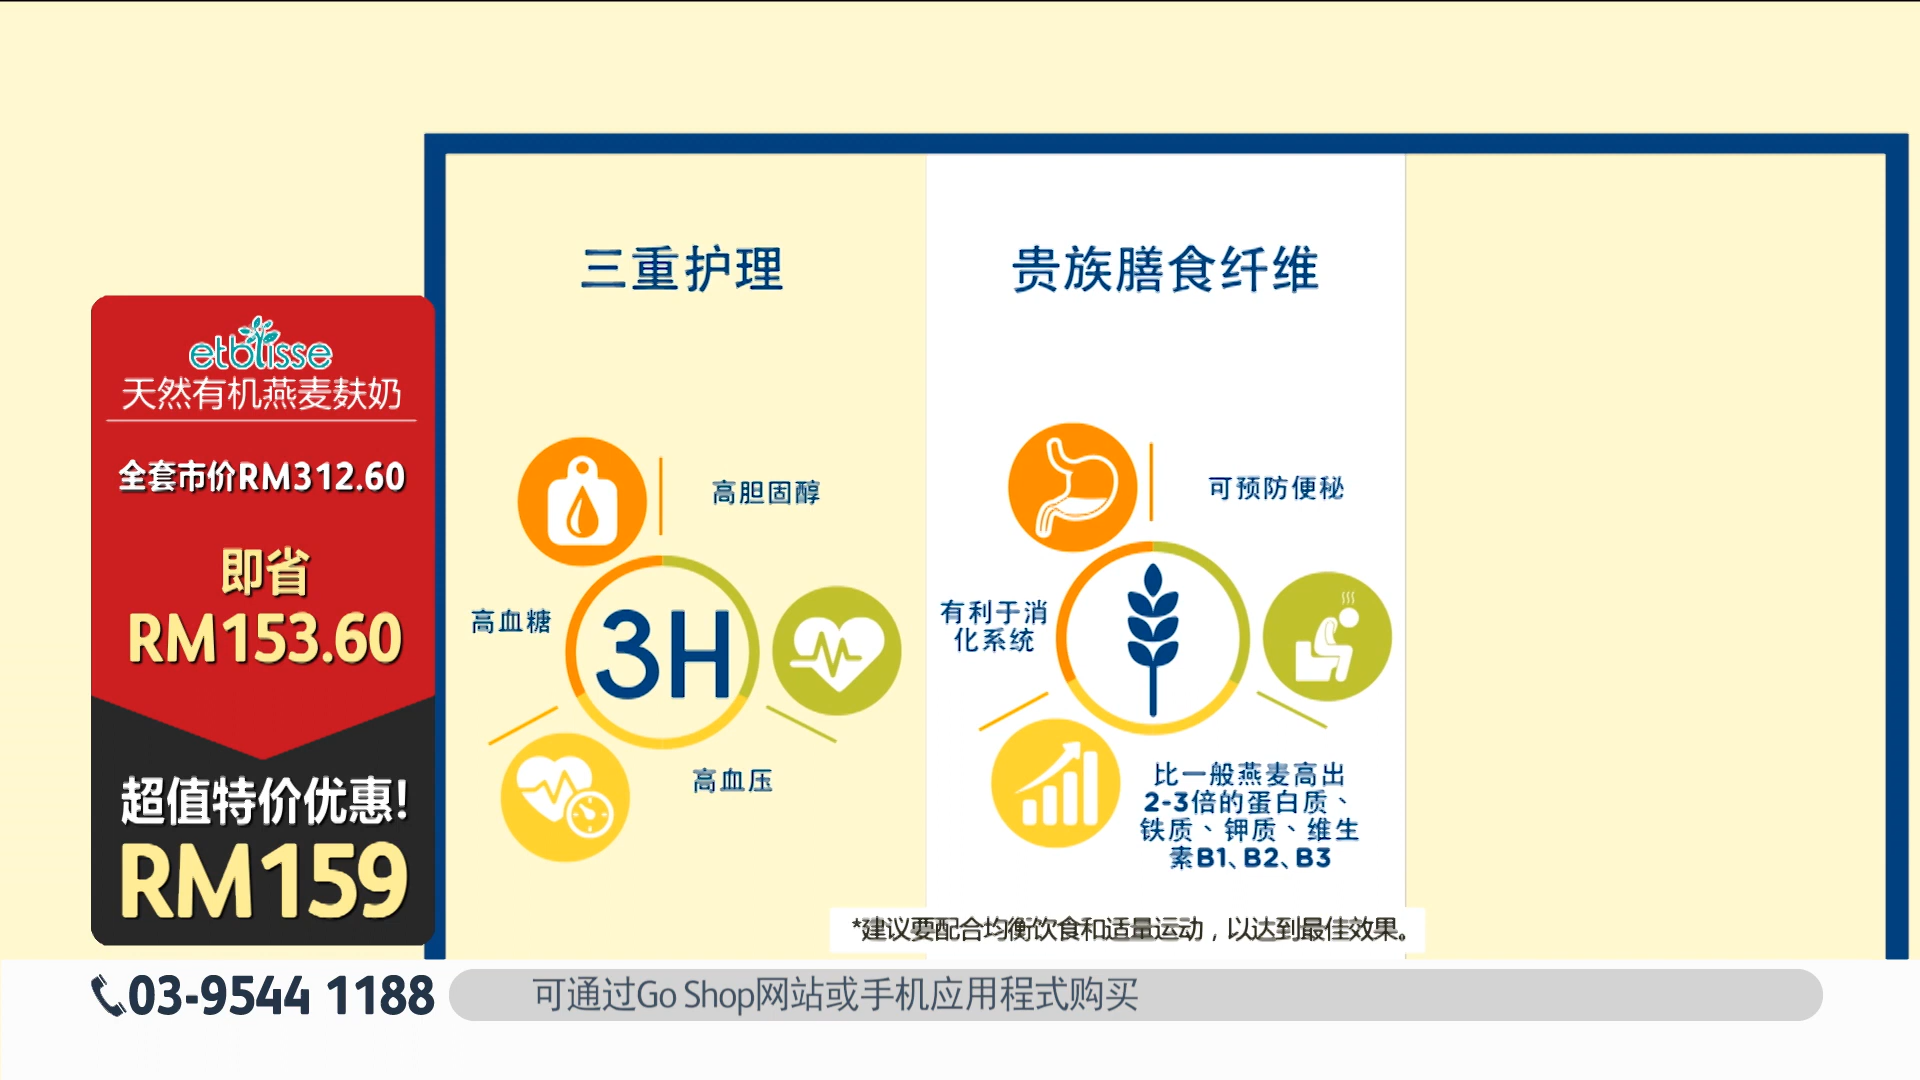 三重护理
高胆固醇
高血糖
3H
高血压
贵族膳食纤维
可预防便秘
有利于消
化系统
比一般燕麦高出
2-3倍的蛋白质、
铁质、钾质、维生
素B1、B2、B3
*建议要配合均衡饮食和适量运动，以达到最佳效果。
etblisse
天然有机燕麦麸奶
全套市价RM312.60
即省
RM153.60
超值特价优惠!
RM159
03-9544 1188
可通过Go Shop网站或手机应用程式购买